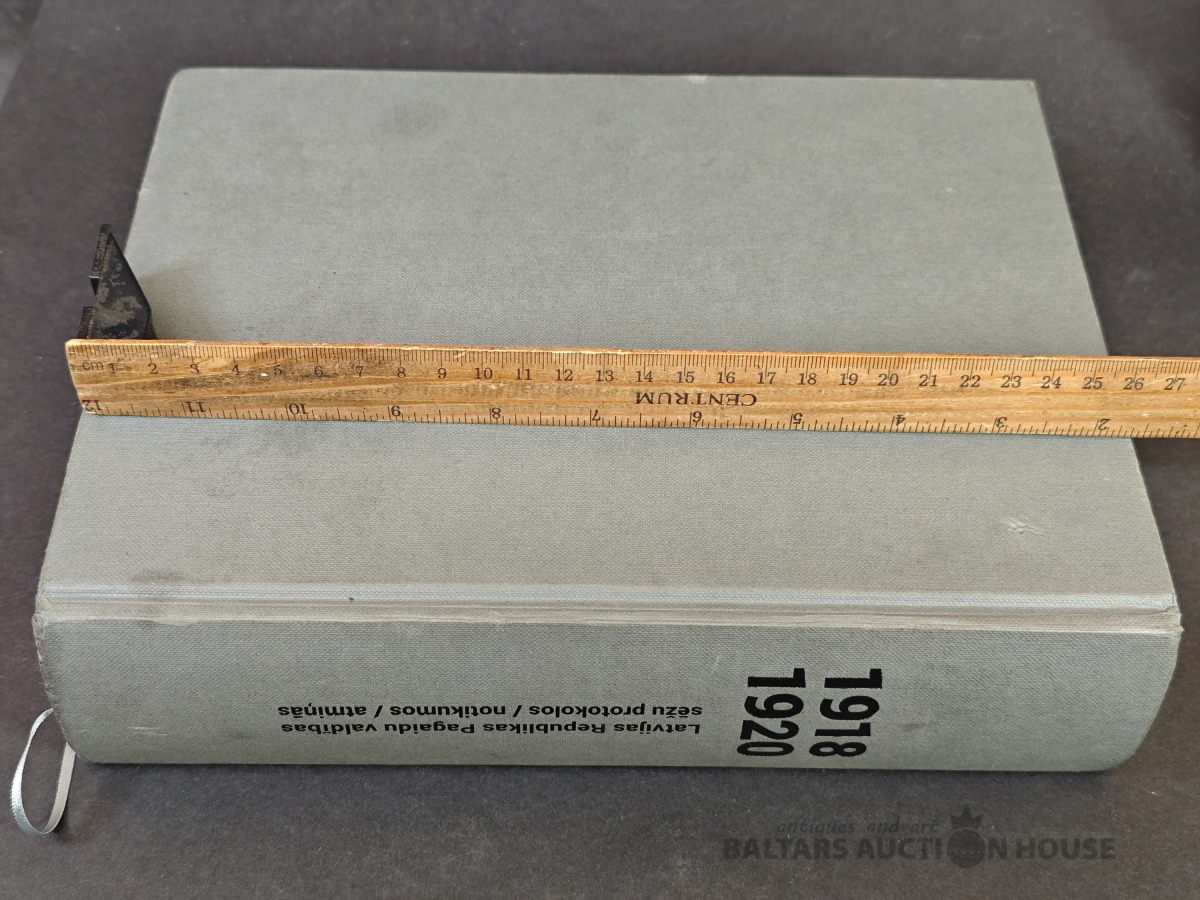 cm 1 2 3 4 5 6 7 8 9 10 11 12 13 14 15 16 17 18 19 20 21 22 23 24 25 26 27
CENTRUM
12 11 10 9 8 7 6 5 4 3 2
1918
1920
Latvijas Republikas Pagaidu valdības
sēžu protokolos / notikumos / atmiņās
antiques and art
BALTARS AUCTION HOUSE